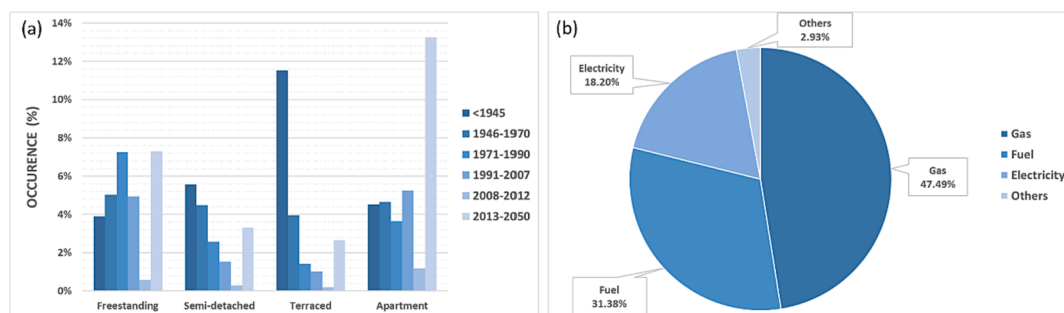 (a)
14%
12%
10%
8%
6%
4%
2%
0%
OCCURENCE (%)
Freestanding
Semi-detached
Terraced
Apartment
<1945
1946-1970
1971-1990
1991-2007
2008-2012
2013-2050
(b)
Others
2.93%
Electricity
18.20%
Gas
47.49%
Fuel
31.38%
Gas
Fuel
Electricity
Others